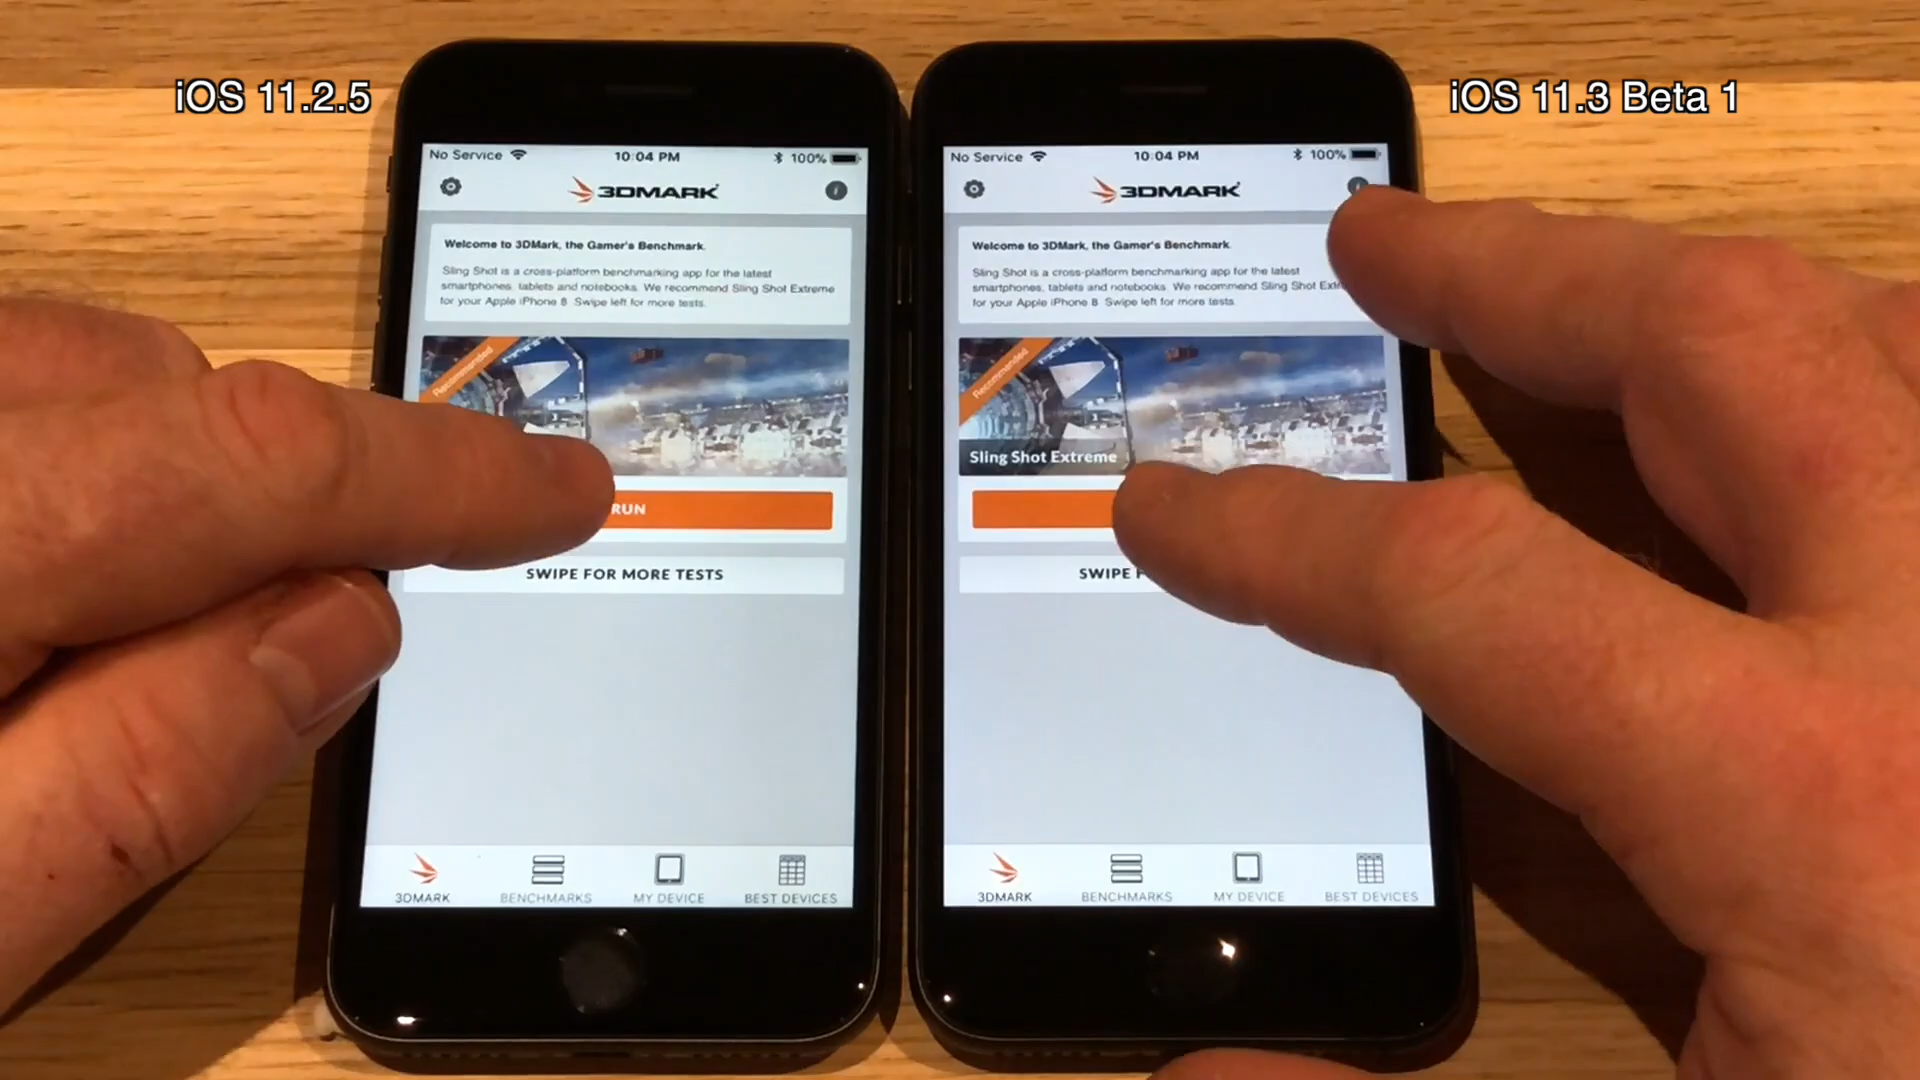 iOS 11.2.5
No Service 10:04 PM 100%
3DMARK
Welcome to 3DMark, the Gamer's Benchmark.
Sling Shot is a cross-platform benchmarking app for the latest
smartphones, tablets and notebooks. We recommend Sling Shot Extreme
for your Apple iPhone 8. Swipe left for more tests.
Recommended
RUN
SWIPE FOR MORE TESTS
3DMARK BENCHMARKS MY DEVICE BEST DEVICES
iOS 11.3 Beta 1
No Service 10:04 PM 100%
3DMARK
Welcome to 3DMark, the Gamer's Benchmark.
Sling Shot is a cross-platform benchmarking app for the latest
smartphones, tablets and notebooks. We recommend Sling Shot
for your Apple iPhone 8. Swipe left for more tests.
Recommended
Sling Shot Extreme
SWIPE
3DMARK BENCHMARKS MY DEVICE BEST DEVICES